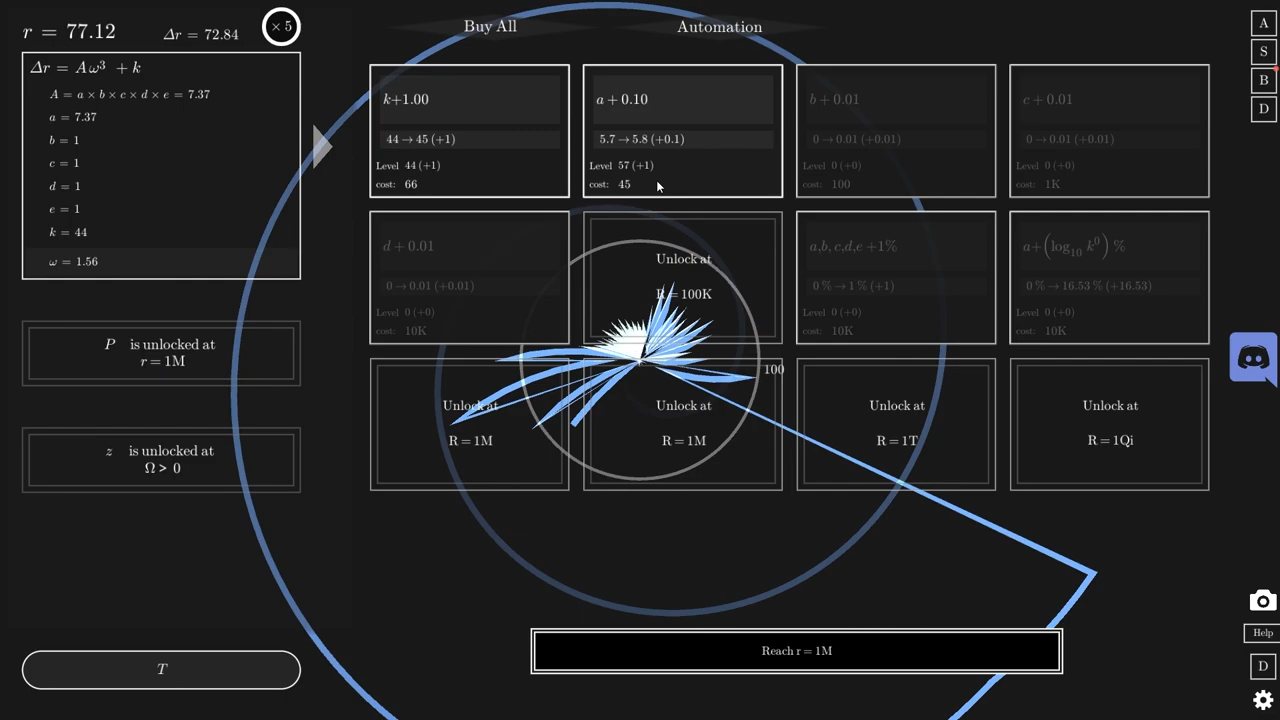 r = 77.12
Δr = 72.84
× 5
Buy All
Automation
A
S
B
D
Δr = Aω³ + k
A = a × b × c × d × e = 7.37
a = 7.37
b = 1
c = 1
d = 1
e = 1
k = 44
ω = 1.56
k+1.00
44 → 45 (+1)
Level 44 (+1)
cost: 66
a + 0.10
5.7 → 5.8 (+0.1)
Level 57 (+1)
cost: 45
b + 0.01
0 → 0.01 (+0.01)
Level 0 (+0)
cost: 100
c + 0.01
0 → 0.01 (+0.01)
Level 0 (+0)
cost: 1K
d + 0.01
0 → 0.01 (+0.01)
Level 0 (+0)
cost: 10K
Unlock at
R = 100K
a,b, c,d,e +1%
0 % → 1 % (+1)
Level 0 (+0)
cost: 10K
a+(log₁₀ k⁰) %
0 % → 16.53 % (+16.53)
Level 0 (+0)
cost: 10K
P is unlocked at
r = 1M
z is unlocked at
Ω > 0
100
Unlock at
R = 1M
Unlock at
R = 1M
Unlock at
R = 1T
Unlock at
R = 1Qi
T
Reach r = 1M
Help
D